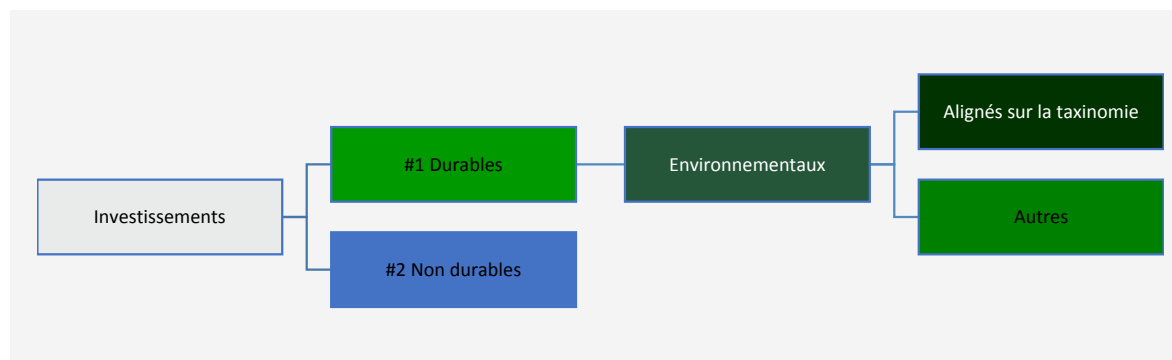 Investissements
#1 Durables
#2 Non durables
Environnementaux
Alignés sur la taxinomie
Autres